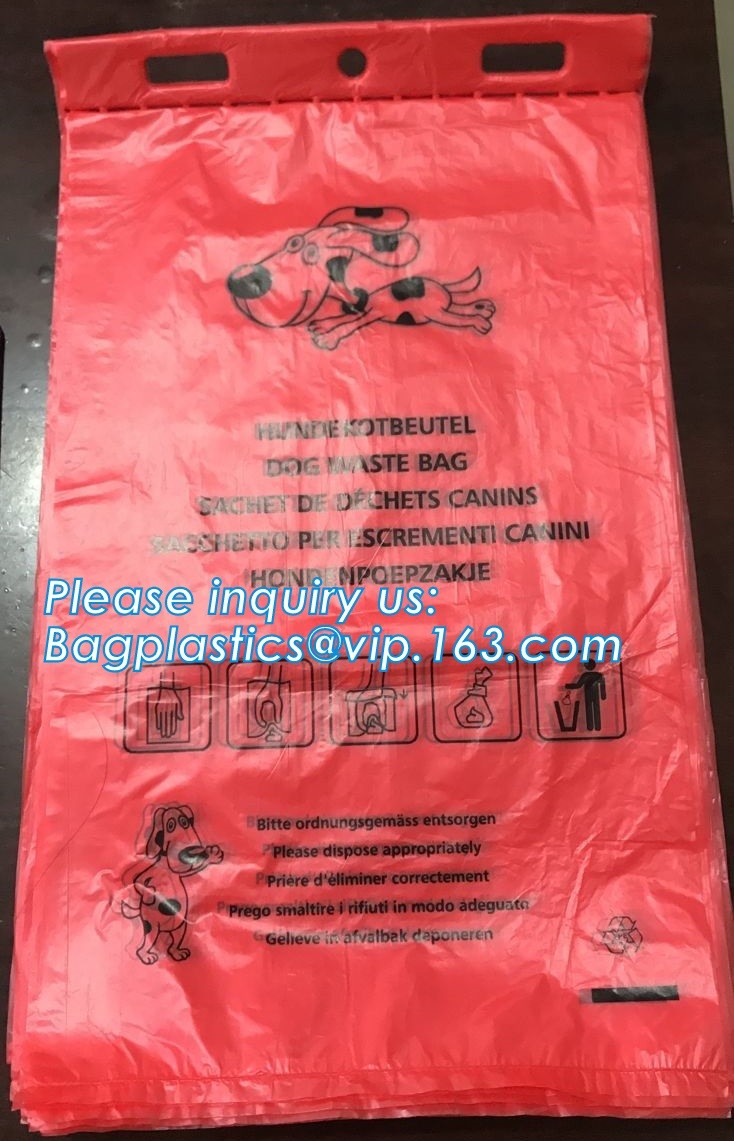 HUNDEKOTBEUTEL
DOG WASTE BAG
SACHET DE DÉCHETS CANINS
SACCHETTO PER ESCREMENTI CANINI
HONDENPOEPZAKJE
Please inquiry us:
Bagplastics@vip.163.com
Bitte ordnungsgemäss entsorgen
Please dispose appropriately
Prière d'éliminer correctement
Prego smaltire i rifiuti in modo adeguato
Gelieve in afvalbak daponeren